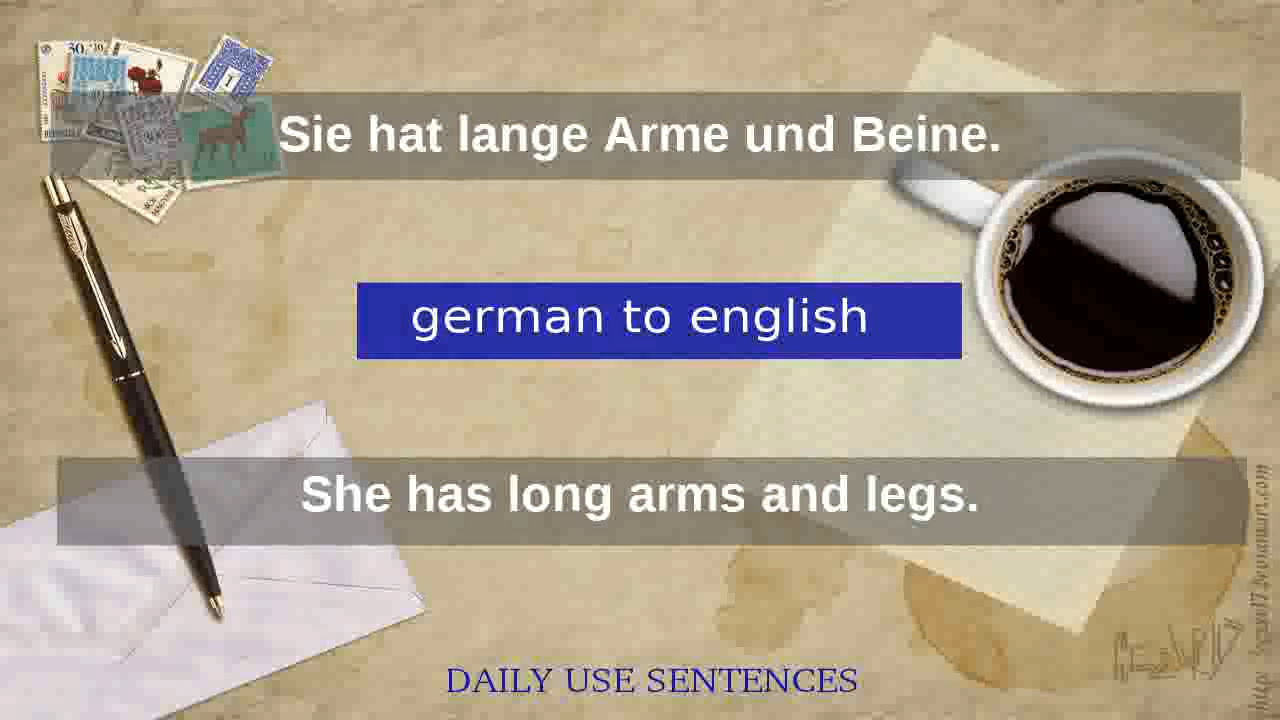 Sie hat lange Arme und Beine.
german to english
She has long arms and legs.
DAILY USE SENTENCES